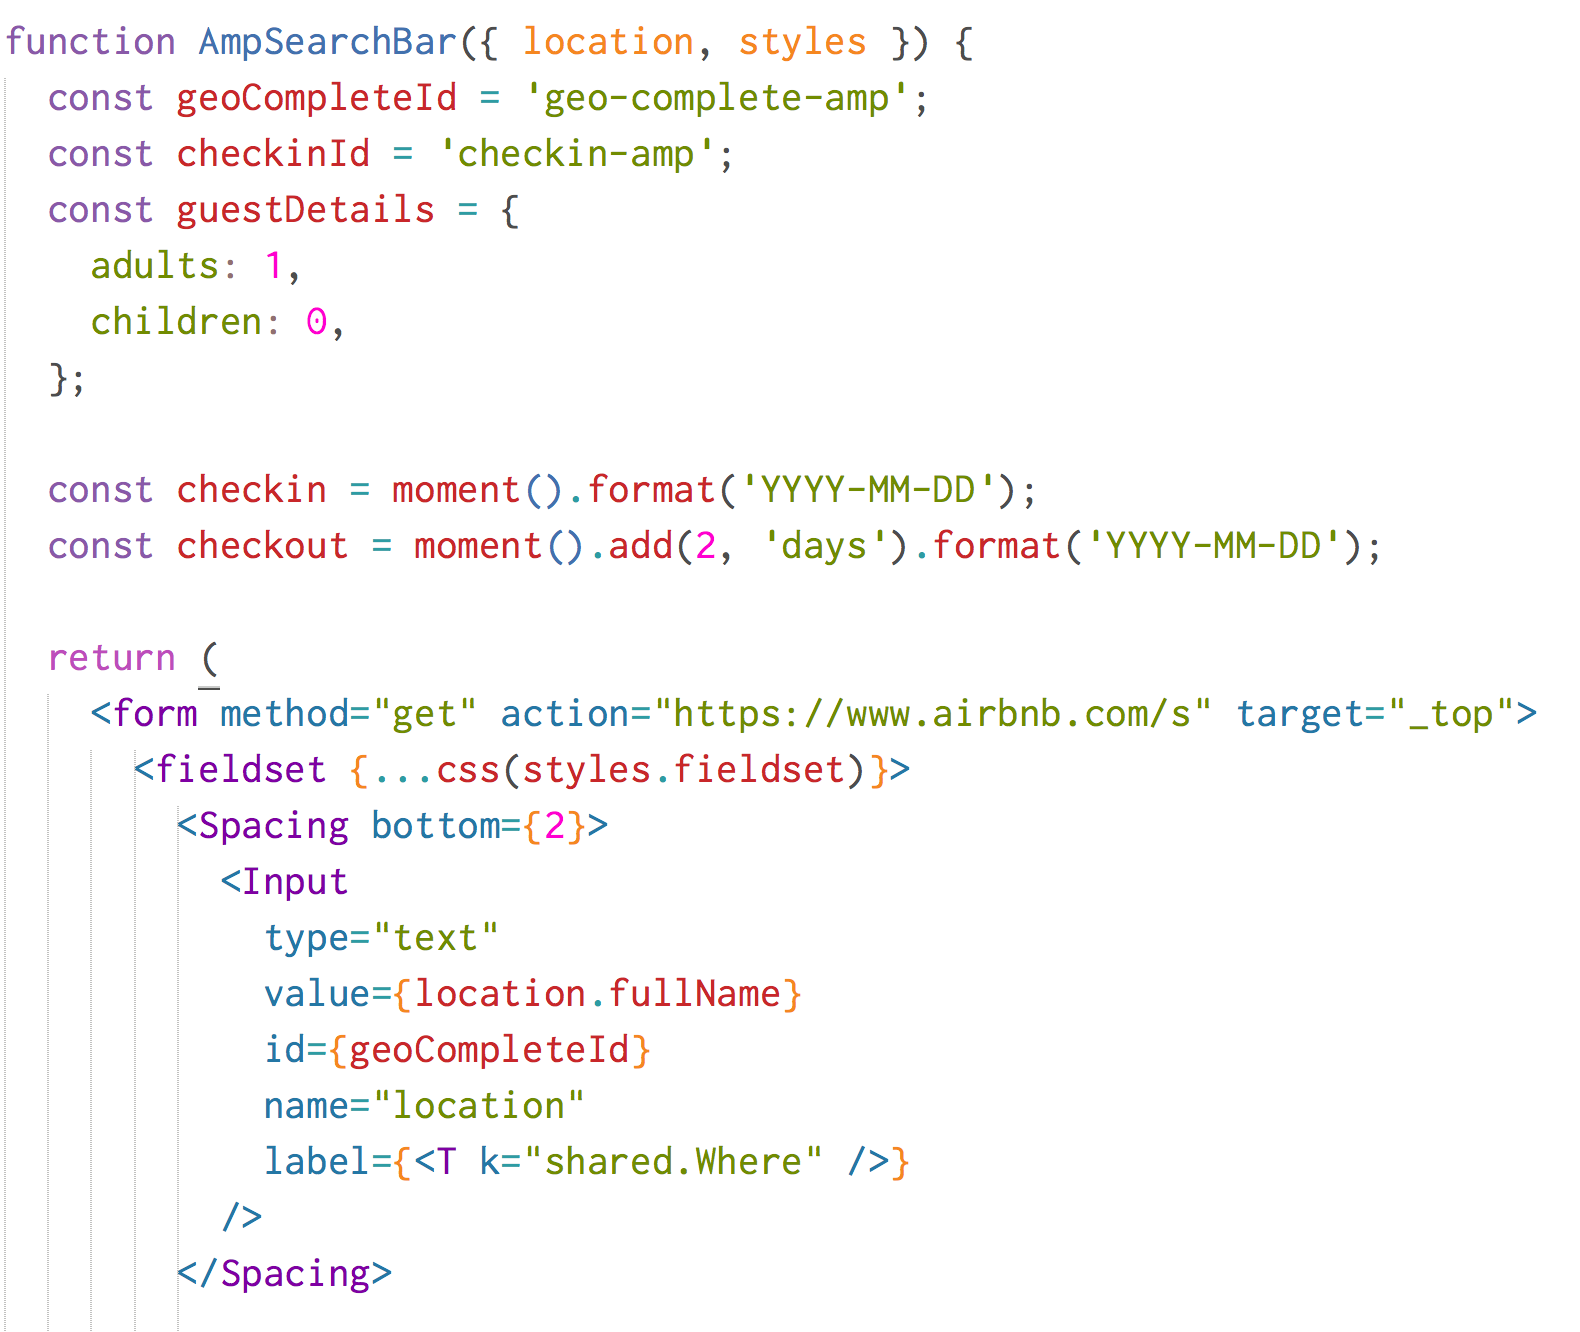 function AmpSearchBar({ location, styles }) {
  const geoCompleteId = 'geo-complete-amp';
  const checkinId = 'checkin-amp';
  const guestDetails = {
    adults: 1,
    children: 0,
  };

  const checkin = moment().format('YYYY-MM-DD');
  const checkout = moment().add(2, 'days').format('YYYY-MM-DD');

  return (
    <form method="get" action="https://www.airbnb.com/s" target="_top">
      <fieldset {...css(styles.fieldset)}>
        <Spacing bottom={2}>
          <Input
            type="text"
            value={location.fullName}
            id={geoCompleteId}
            name="location"
            label={<T k="shared.Where" />}
          />
        </Spacing>